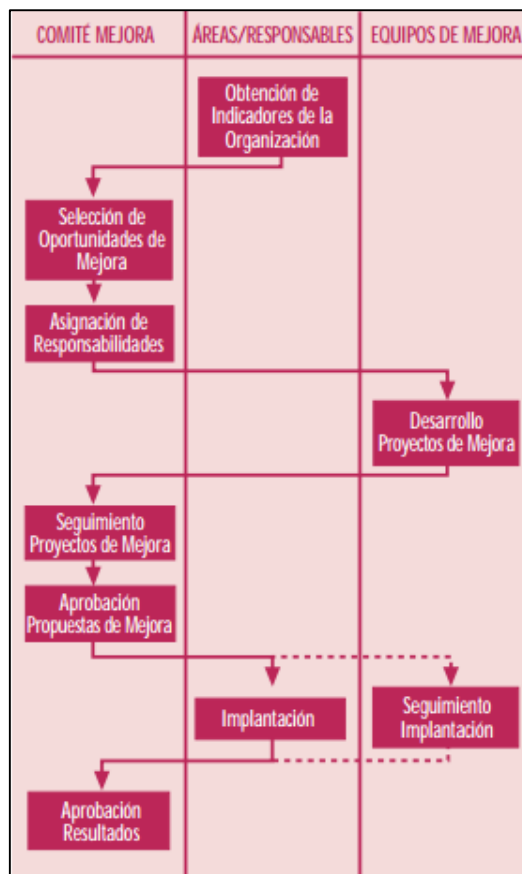 COMITÉ MEJORA
ÁREAS/RESPONSABLES
EQUIPOS DE MEJORA
Obtención de
Indicadores de la
Organización
Selección de
Oportunidades de
Mejora
Asignación de
Responsabilidades
Desarrollo
Proyectos de Mejora
Seguimiento
Proyectos de Mejora
Aprobación
Propuestas de Mejora
Implantación
Seguimiento
Implantación
Aprobación
Resultados